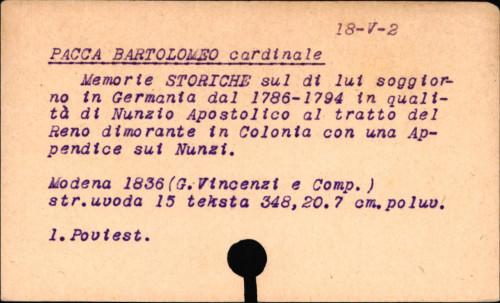 18-V-2
PACCA BARTOLOMEO cardinale
Memorie STORICHE sul di lui soggior-
no in Germania dal 1786-1794 in quali-
tà di Nunzio Apostolico al tratto del
Reno dimorante in Colonia con una Ap-
pendice sui Nunzi.
Modena 1836(G.Vincenzi e Comp.)
str.uvoda 15 teksta 348,20.7 cm.poluv.
1.Poviest.